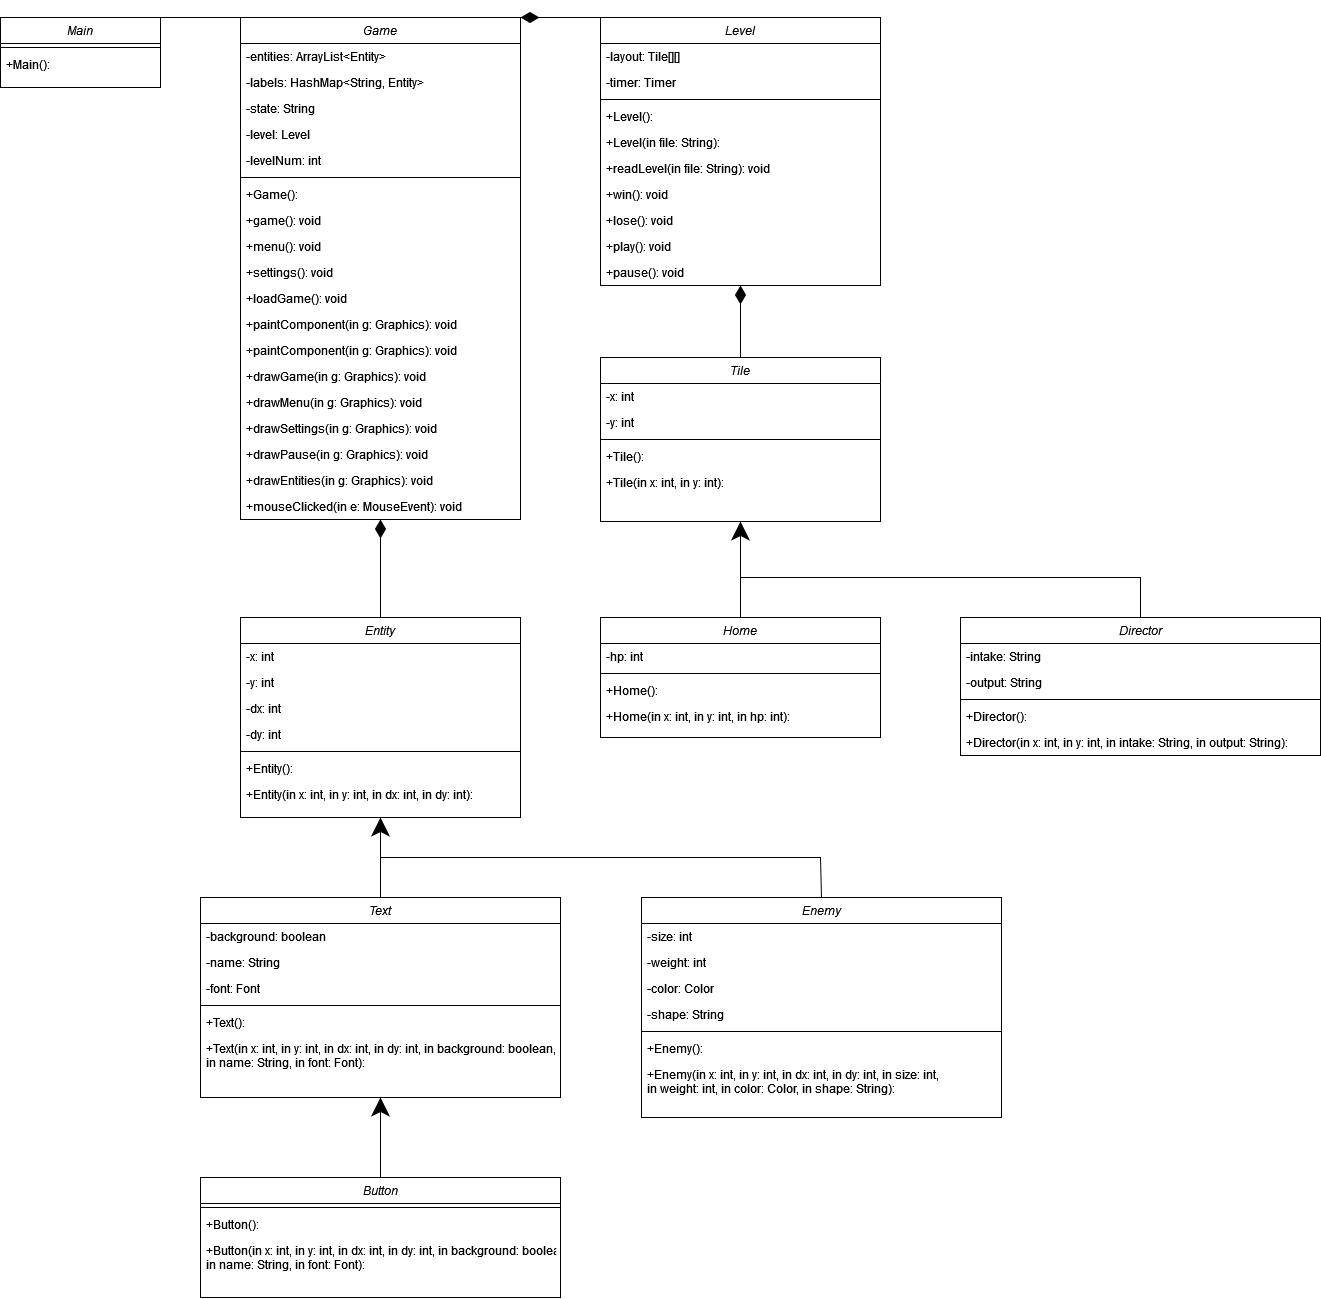 Main
+Main():
Game
-entities: ArrayList<Entity>
-labels: HashMap<String, Entity>
-state: String
-level: Level
-levelNum: int
+Game():
+game(): void
+menu(): void
+settings(): void
+loadGame(): void
+paintComponent(in g: Graphics): void
+paintComponent(in g: Graphics): void
+drawGame(in g: Graphics): void
+drawMenu(in g: Graphics): void
+drawSettings(in g: Graphics): void
+drawPause(in g: Graphics): void
+drawEntities(in g: Graphics): void
+mouseClicked(in e: MouseEvent): void
Level
-layout: Tile[][]
-timer: Timer
+Level():
+Level(in file: String):
+readLevel(in file: String): void
+win(): void
+lose(): void
+play(): void
+pause(): void
Tile
-x: int
-y: int
+Tile():
+Tile(in x: int, in y: int):
Entity
-x: int
-y: int
-dx: int
-dy: int
+Entity():
+Entity(in x: int, in y: int, in dx: int, in dy: int):
Home
-hp: int
+Home():
+Home(in x: int, in y: int, in hp: int):
Director
-intake: String
-output: String
+Director():
+Director(in x: int, in y: int, in intake: String, in output: String):
Text
-background: boolean
-name: String
-font: Font
+Text():
+Text(in x: int, in y: int, in dx: int, in dy: int, in background: boolean,
in name: String, in font: Font):
Enemy
-size: int
-weight: int
-color: Color
-shape: String
+Enemy():
+Enemy(in x: int, in y: int, in dx: int, in dy: int, in size: int,
in weight: int, in color: Color, in shape: String):
Button
+Button():
+Button(in x: int, in y: int, in dx: int, in dy: int, in background:
in name: String, in font: Font):